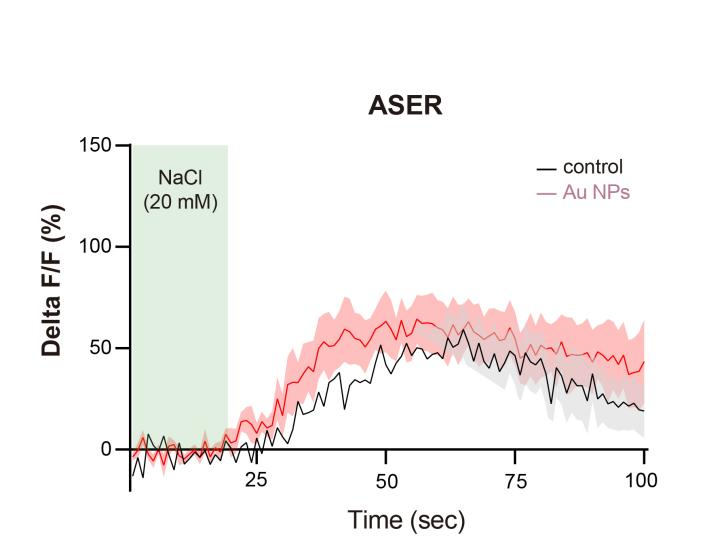 ASER
150
NaCl
(20 mM)
control
Au NPs
100
Delta F/F (%)
50
0
25
50
75
100
Time (sec)